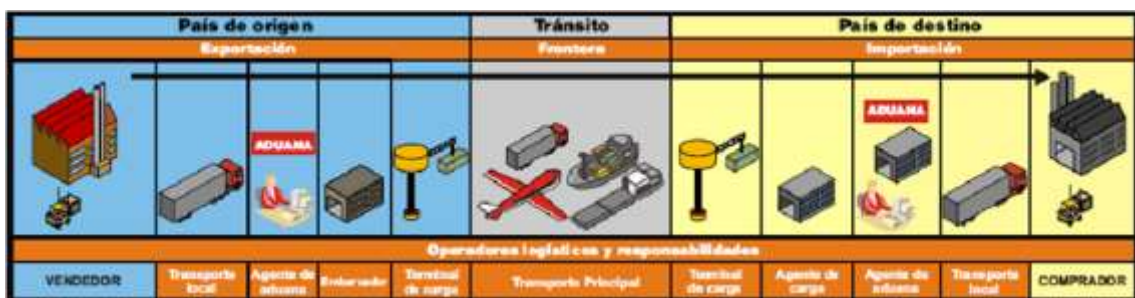 País de origen
Tránsito
País de destino
Exportación
Frontera
Importación
ADUANA
ADUANA
Operadores logísticos y responsabilidades
VENDEDOR
Transporte local
Agente de aduana
Embarcador
Terminal de carga
Transporte Principal
Terminal de carga
Agente de carga
Agente de aduana
Transporte local
COMPRADOR